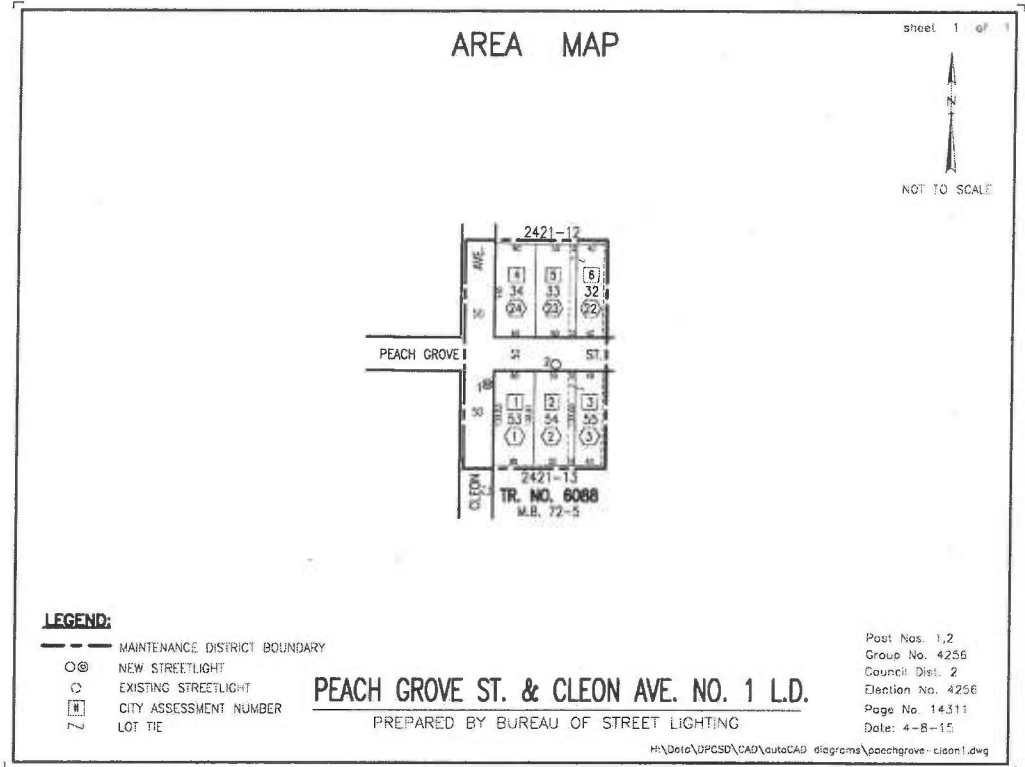 sheet 1 of 1
AREA MAP
N
NOT TO SCALE
2421-12
AVE.
4 5 6
34 33 32
24 23 22
50
PEACH GROVE ST. ST.
2
1
50
1 2 3
53 54 55
1 2 3
2421-13
CLEON
TR. NO. 6088
M.B. 72-5
LEGEND:
MAINTENANCE DISTRICT BOUNDARY
NEW STREETLIGHT
EXISTING STREETLIGHT
# CITY ASSESSMENT NUMBER
LOT TIE
PEACH GROVE ST. & CLEON AVE. NO. 1 L.D.
PREPARED BY BUREAU OF STREET LIGHTING
Post Nos. 1,2
Group No. 4256
Council Dist. 2
Election No. 4256
Page No. 14311
Date: 4-8-15
H:\Data\DPCSD\CAD\autoCAD diagrams\peachgrove-cleon1.dwg